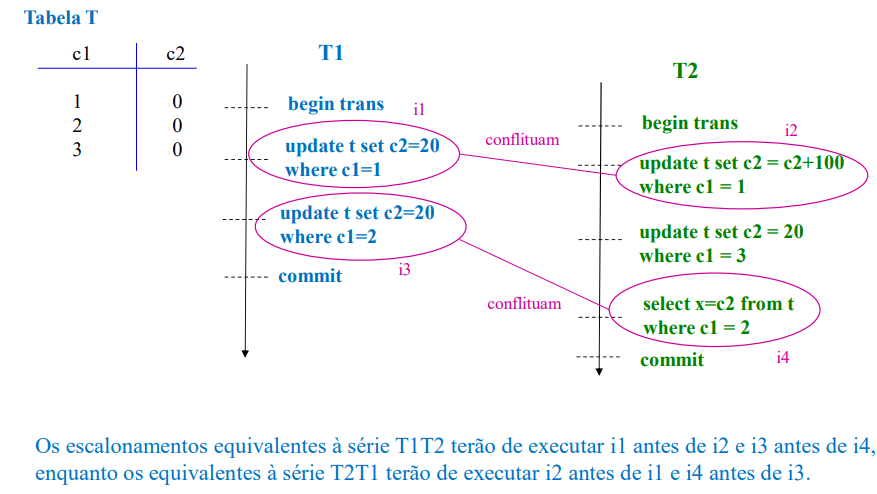 Tabela T
c1 c2
1 0
2 0
3 0
T1
begin trans
i1
update t set c2=20
where c1=1
update t set c2=20
where c1=2
i3
commit
conflituam
conflituam
T2
begin trans
i2
update t set c2 = c2+100
where c1 = 1
update t set c2 = 20
where c1 = 3
select x=c2 from t
where c1 = 2
commit
i4
Os escalonamentos equivalentes à série T1T2 terão de executar i1 antes de i2 e i3 antes de i4,
enquanto os equivalentes à série T2T1 terão de executar i2 antes de i1 e i4 antes de i3.